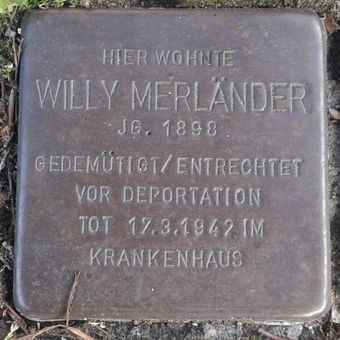 HIER WOHNTE
WILLY MERLÄNDER
JG. 1898
GEDEMÜTIGT/ENTRECHTET
VOR DEPORTATION
TOT 17.3.1942 IM
KRANKENHAUS